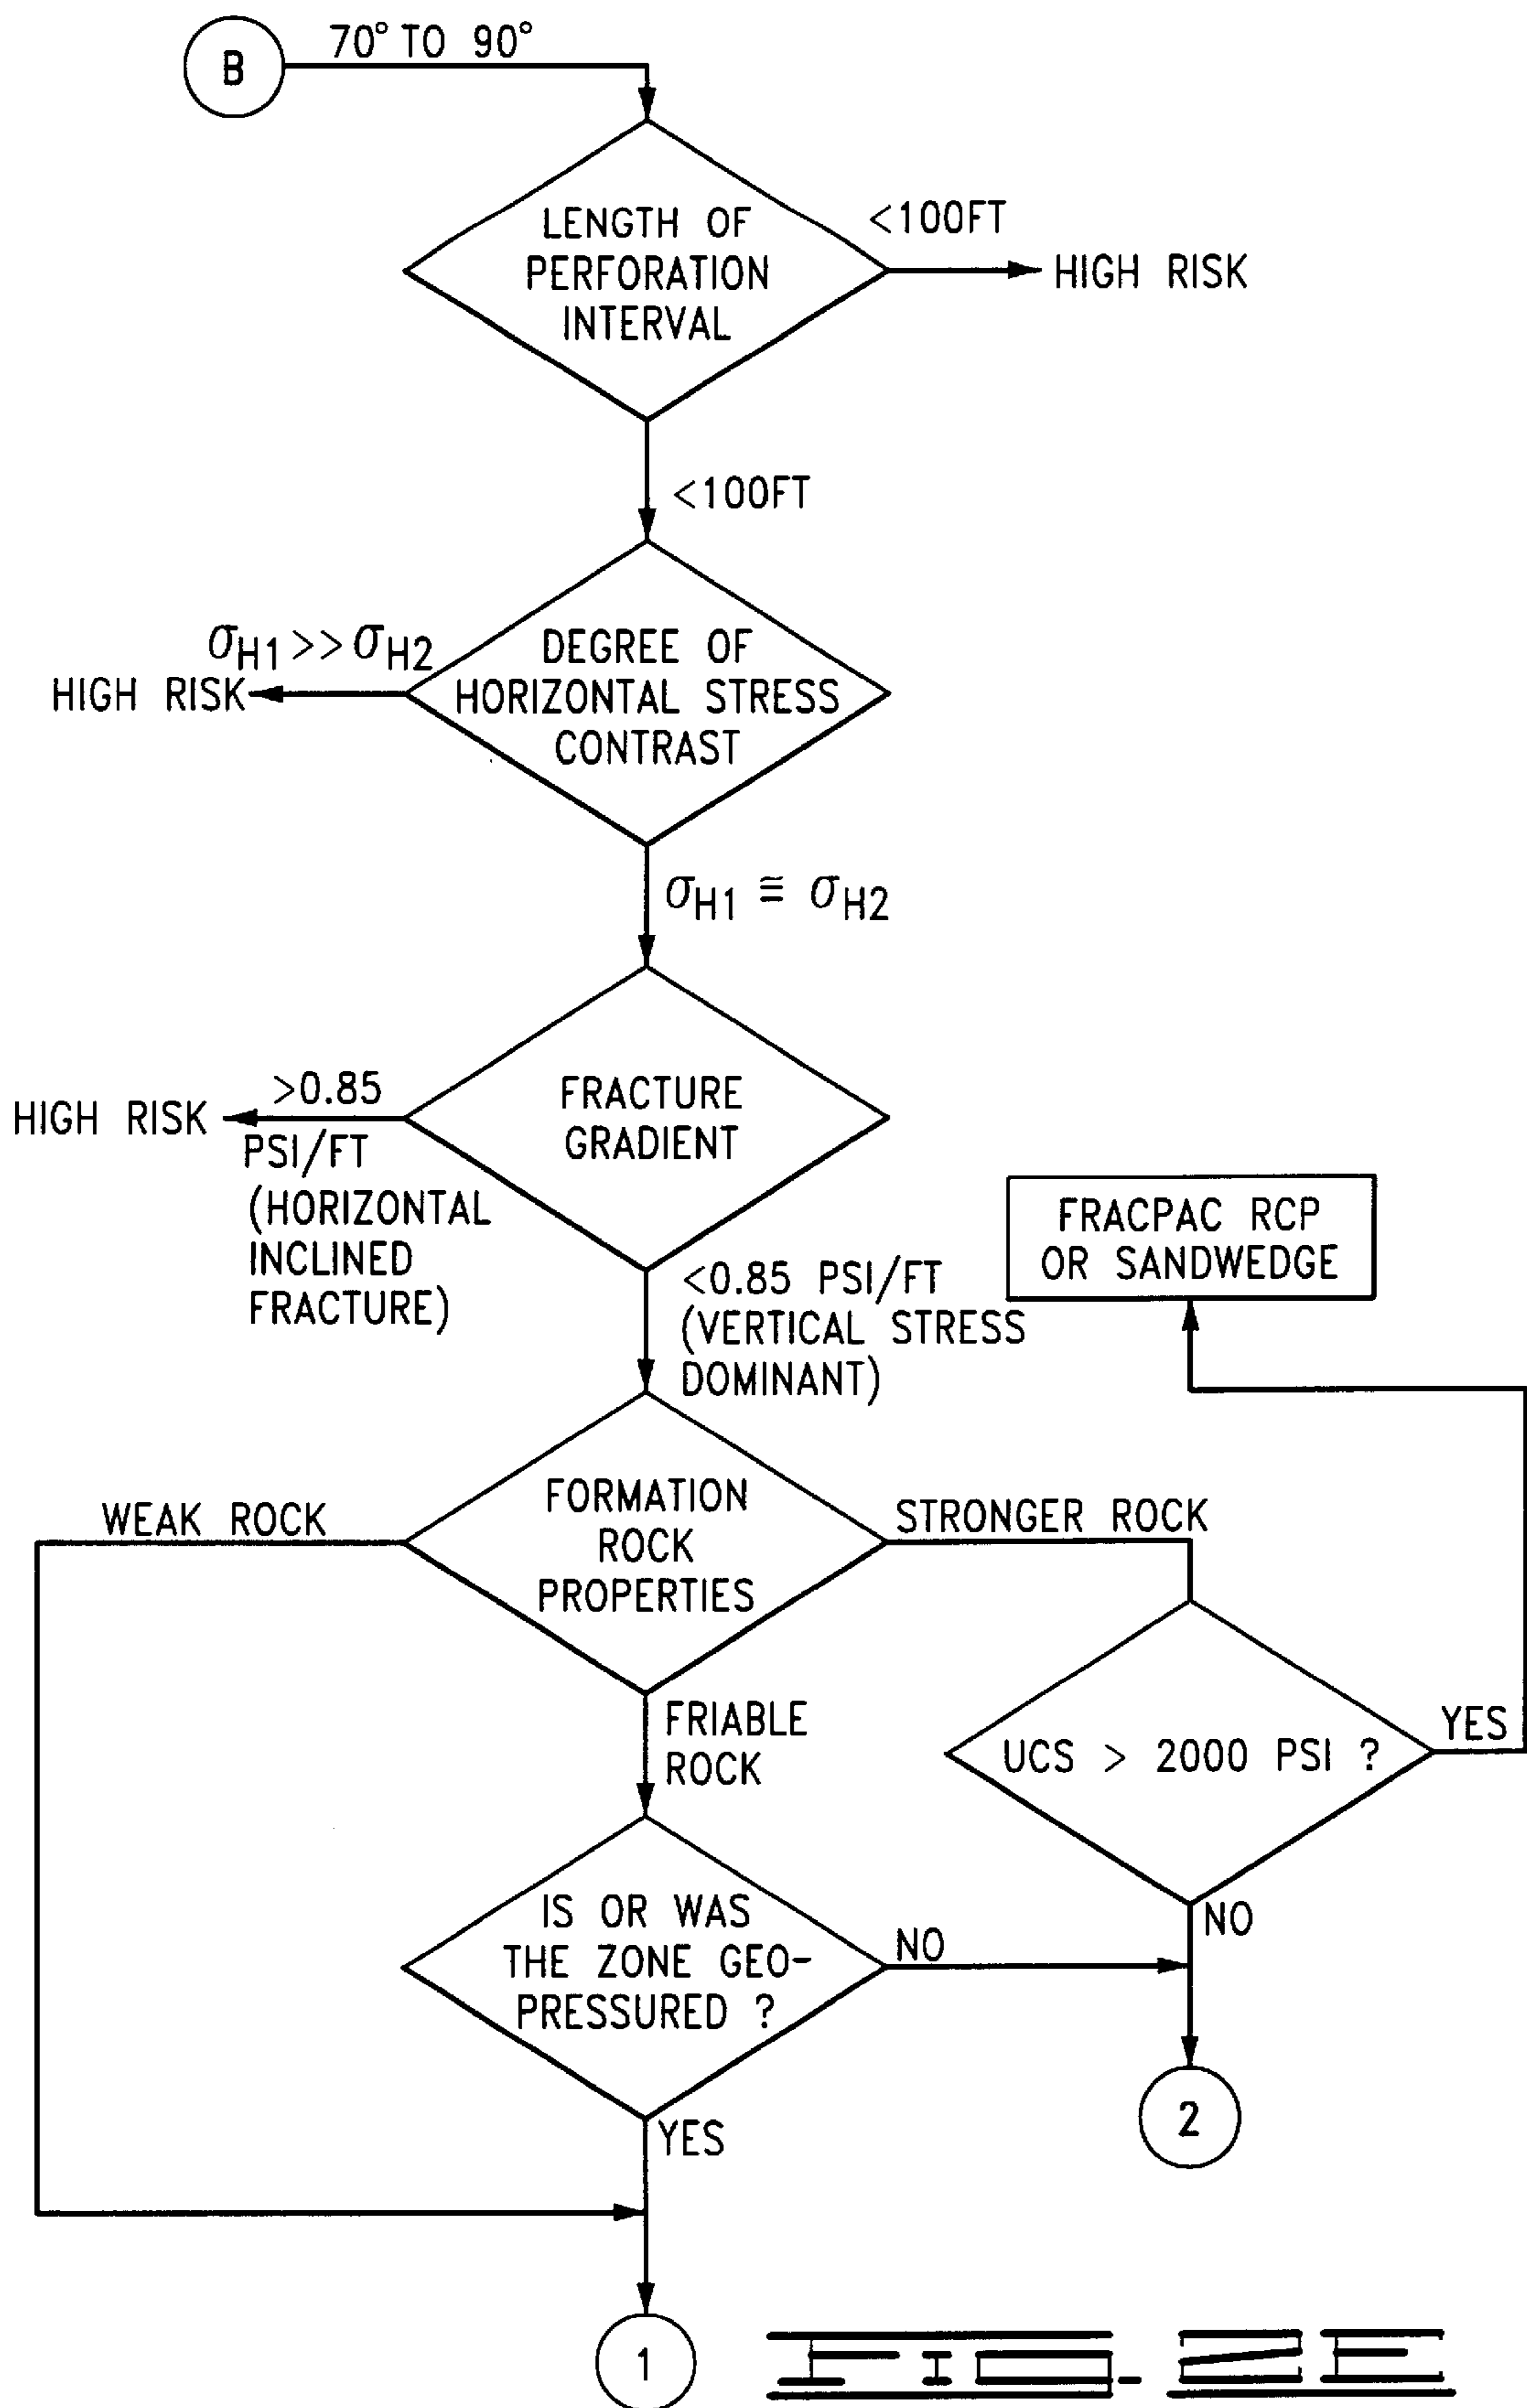 B
70° TO 90°
LENGTH OF
PERFORATION
INTERVAL
<100FT
HIGH RISK
<100FT
σH1 >> σH2
HIGH RISK
DEGREE OF
HORIZONTAL STRESS
CONTRAST
σH1 ≅ σH2
FRACTURE
GRADIENT
>0.85
HIGH RISK
PSI/FT
(HORIZONTAL
INCLINED
FRACTURE)
<0.85 PSI/FT
(VERTICAL STRESS
DOMINANT)
FRACPAC RCP
OR SANDWEDGE
FORMATION
ROCK
PROPERTIES
WEAK ROCK
STRONGER ROCK
FRIABLE
ROCK
UCS > 2000 PSI ?
YES
NO
IS OR WAS
THE ZONE GEO-
PRESSURED ?
NO
YES
2
1
FIG. 2E